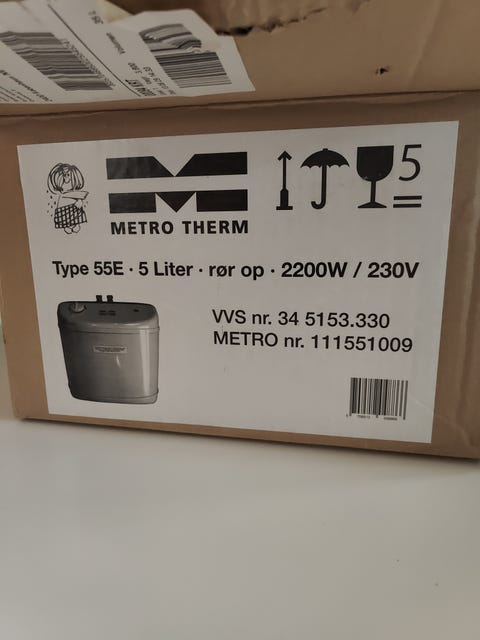 METRO THERM
5
Type 55E · 5 Liter · rør op · 2200W / 230V
VVS nr. 34 5153.330
METRO nr. 111551009